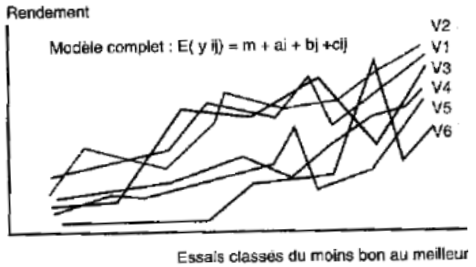 Rendement
V2
Modèle complet : E( y ij) = m + ai + bj +cij
V1
V3
V4
V5
V6
Essais classés du moins bon au meilleur